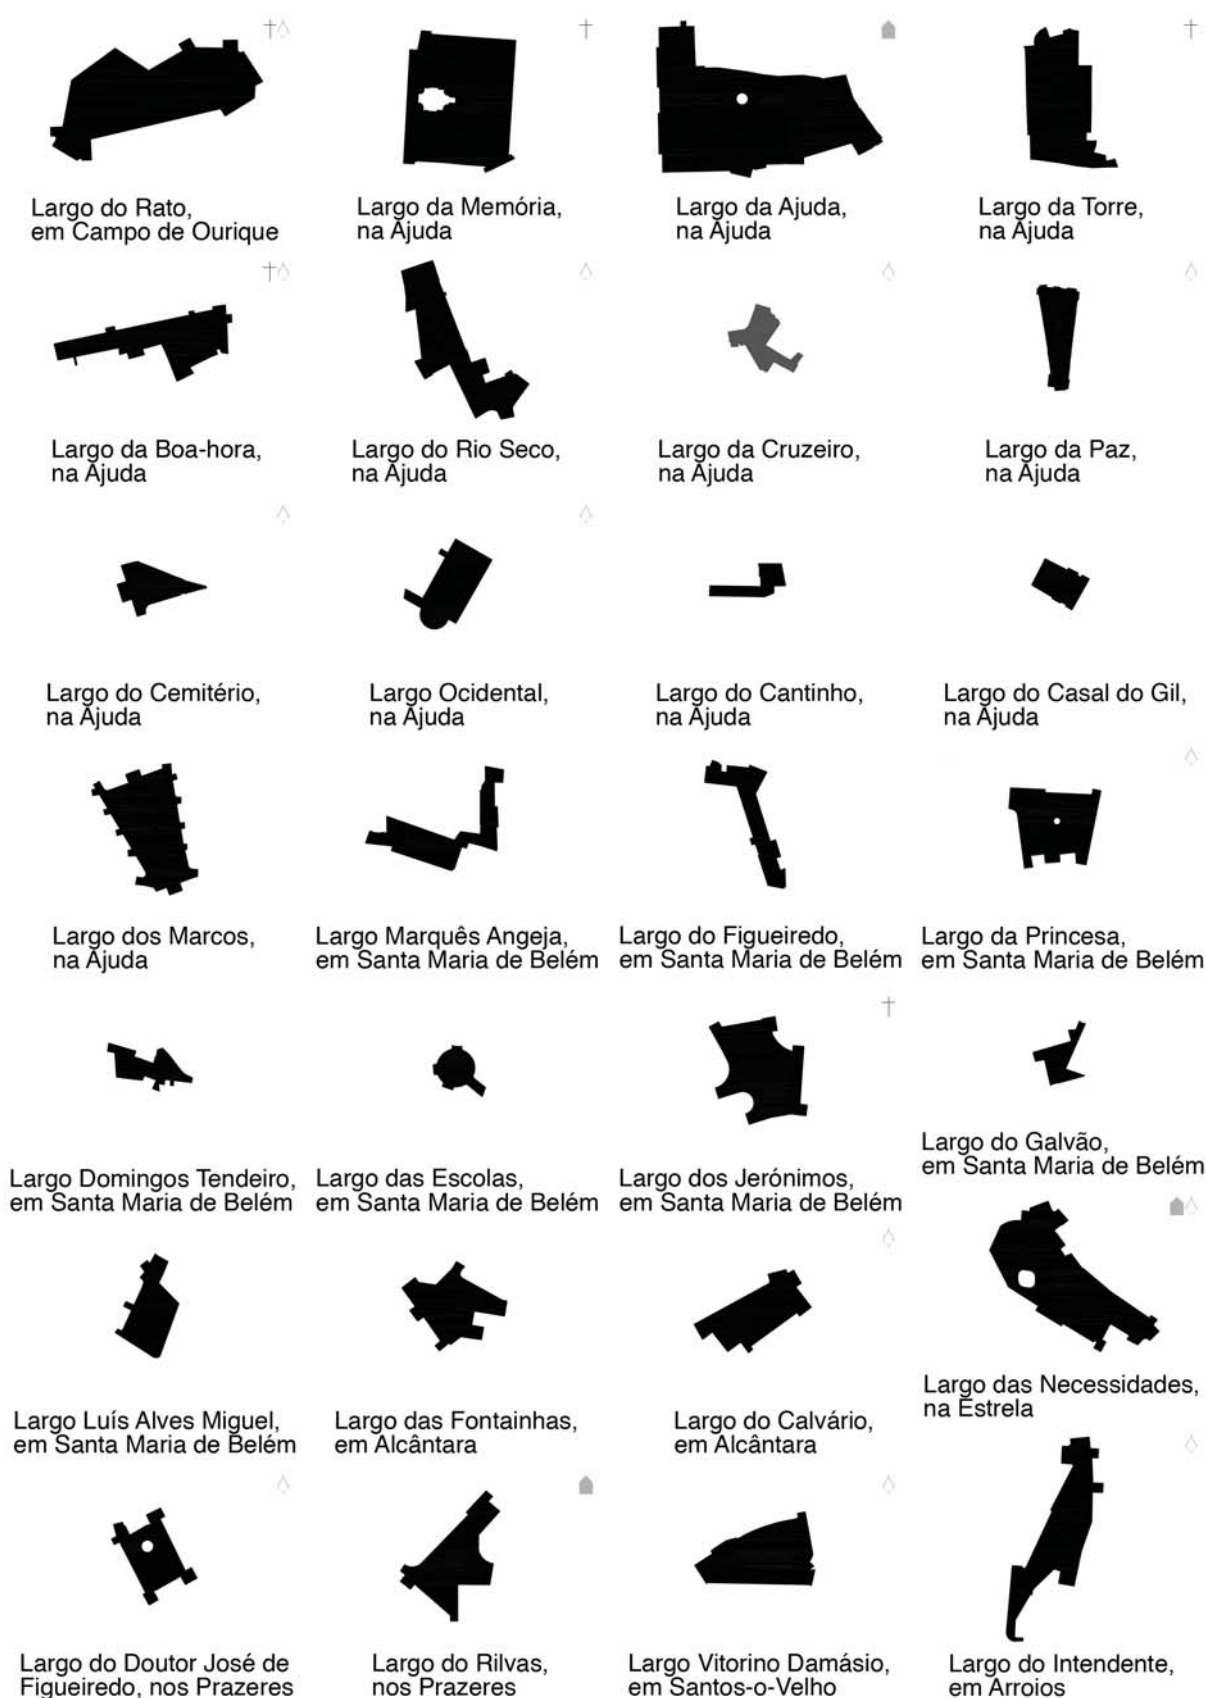 Largo do Rato,
em Campo de Ourique
Largo da Memória,
na Ajuda
Largo da Ajuda,
na Ajuda
Largo da Torre,
na Ajuda
Largo da Boa-hora,
na Ajuda
Largo do Rio Seco,
na Ajuda
Largo da Cruzeiro,
na Ajuda
Largo da Paz,
na Ajuda
Largo do Cemitério,
na Ajuda
Largo Ocidental,
na Ajuda
Largo do Cantinho,
na Ajuda
Largo do Casal do Gil,
na Ajuda
Largo dos Marcos,
na Ajuda
Largo Marquês Angeja,
em Santa Maria de Belém
Largo do Figueiredo,
em Santa Maria de Belém
Largo da Princesa,
em Santa Maria de Belém
Largo Domingos Tendeiro,
em Santa Maria de Belém
Largo das Escolas,
em Santa Maria de Belém
Largo dos Jerónimos,
em Santa Maria de Belém
Largo do Galvão,
em Santa Maria de Belém
Largo Luís Alves Miguel,
em Santa Maria de Belém
Largo das Fontainhas,
em Alcântara
Largo do Calvário,
em Alcântara
Largo das Necessidades,
na Estrela
Largo do Doutor José de
Figueiredo, nos Prazeres
Largo do Rilvas,
nos Prazeres
Largo Vitorino Damásio,
em Santos-o-Velho
Largo do Intendente,
em Arroios